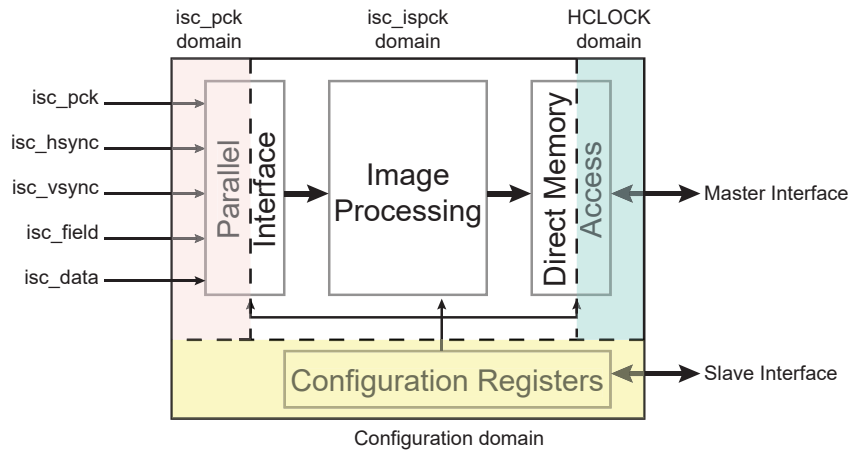 isc_pck
domain
isc_ispck
domain
HCLOCK
domain
isc_pck
isc_hsync
isc_vsync
isc_field
isc_data
Parallel
Interface
Image
Processing
Direct Memory
Access
Master Interface
Configuration Registers
Slave Interface
Configuration domain